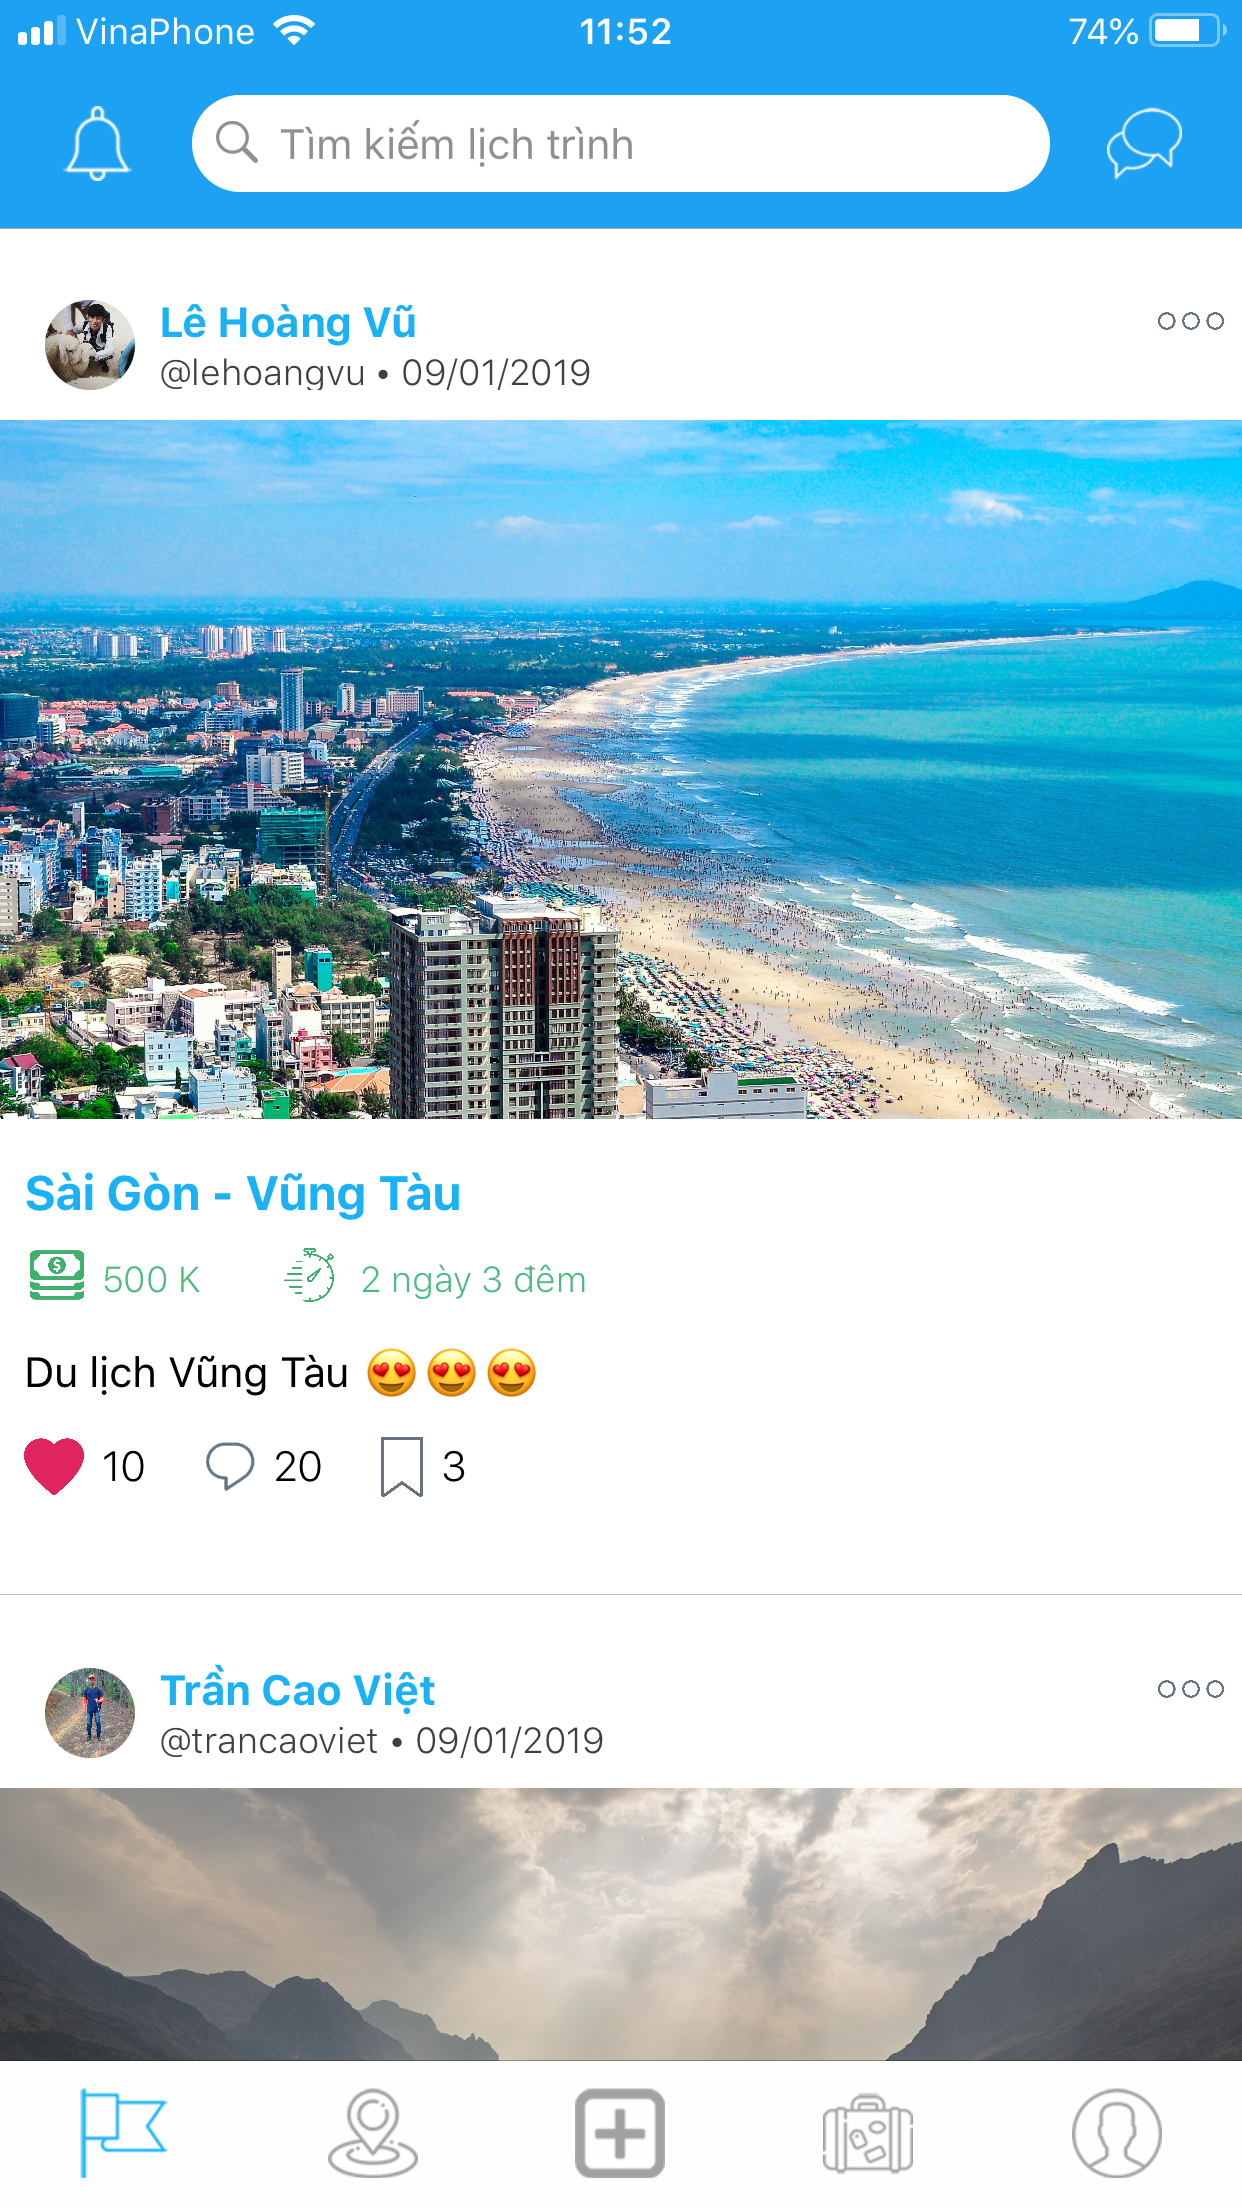 VinaPhone 11:52 74%
Tìm kiếm lịch trình
Lê Hoàng Vũ
@lehoangvu • 09/01/2019
Sài Gòn - Vũng Tàu
500 K 2 ngày 3 đêm
Du lịch Vũng Tàu 😍😍😍
10 20 3
Trần Cao Việt
@trancaoviet • 09/01/2019